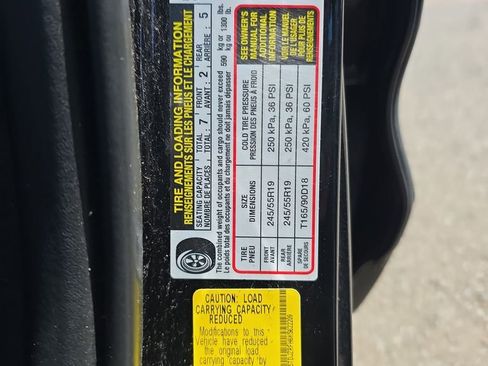 TIRE AND LOADING INFORMATION
RENSEIGNEMENTS SUR LES PNEUS ET LE CHARGEMENT
SEATING CAPACITY TOTAL: 7 FRONT 2 REAR 5
NOMBRE DE PLACES, TOTAL: AVANT: ARRIÈRE:
The combined weight of occupants and cargo should never exceed 590 kg ou 1300 lbs.
Le poids total des occupants et du chargement ne doit jamais dépasser kg ou lb.
TIRE SIZE COLD TIRE PRESSURE
PNEU DIMENSIONS PRESSION DES PNEUS À FROID
FRONT 245/55R19 250 kPa, 36 PSI
AVANT
REAR 245/55R19 250 kPa, 36 PSI
ARRIÈRE
SPARE T165/90D18 420 kPa, 60 PSI
DE SECOURS
SEE OWNER'S
MANUAL FOR
ADDITIONAL
INFORMATION
VOIR LE MANUEL
DE L'USAGER
POUR PLUS DE
RENSEIGNEMENTS
CAUTION: LOAD
CARRYING CAPACITY
REDUCED
Modifications to this
vehicle have reduced
the original load
carrying capacity by